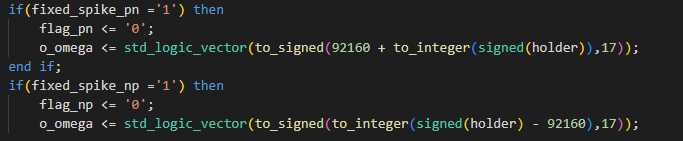 if(fixed_spike_pn ='1') then
flag_pn <= '0';
o_omega <= std_logic_vector(to_signed(92160 + to_integer(signed(holder)),17));
end if;
if(fixed_spike_np ='1') then
flag_np <= '0';
o_omega <= std_logic_vector(to_signed(to_integer(signed(holder) - 92160),17));